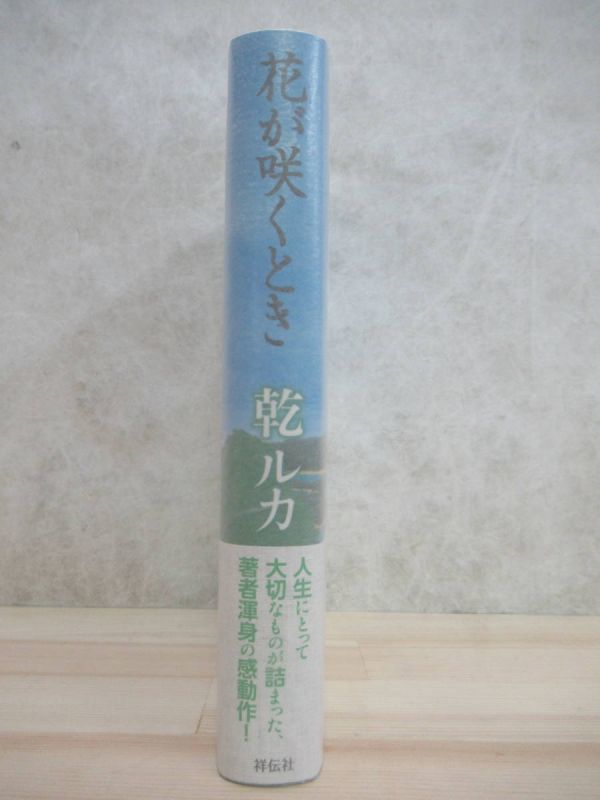 花が咲くとき
乾ルカ
人生にとって
大切なものが詰まった、
著者渾身の感動作！
祥伝社